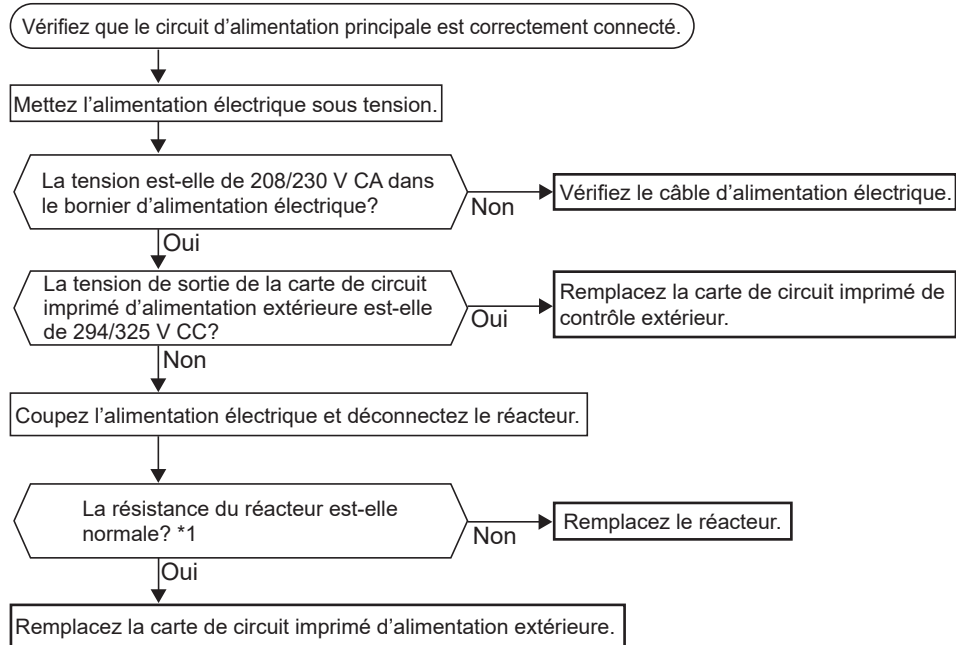 Vérifiez que le circuit d’alimentation principale est correctement connecté.
Mettez l’alimentation électrique sous tension.
La tension est-elle de 208/230 V CA dans
le bornier d’alimentation électrique?
Non
Vérifiez le câble d’alimentation électrique.
Oui
La tension de sortie de la carte de circuit
imprimé d’alimentation extérieure est-elle
de 294/325 V CC?
Oui
Remplacez la carte de circuit imprimé de
contrôle extérieur.
Non
Coupez l’alimentation électrique et déconnectez le réacteur.
La résistance du réacteur est-elle
normale? *1
Non
Remplacez le réacteur.
Oui
Remplacez la carte de circuit imprimé d’alimentation extérieure.